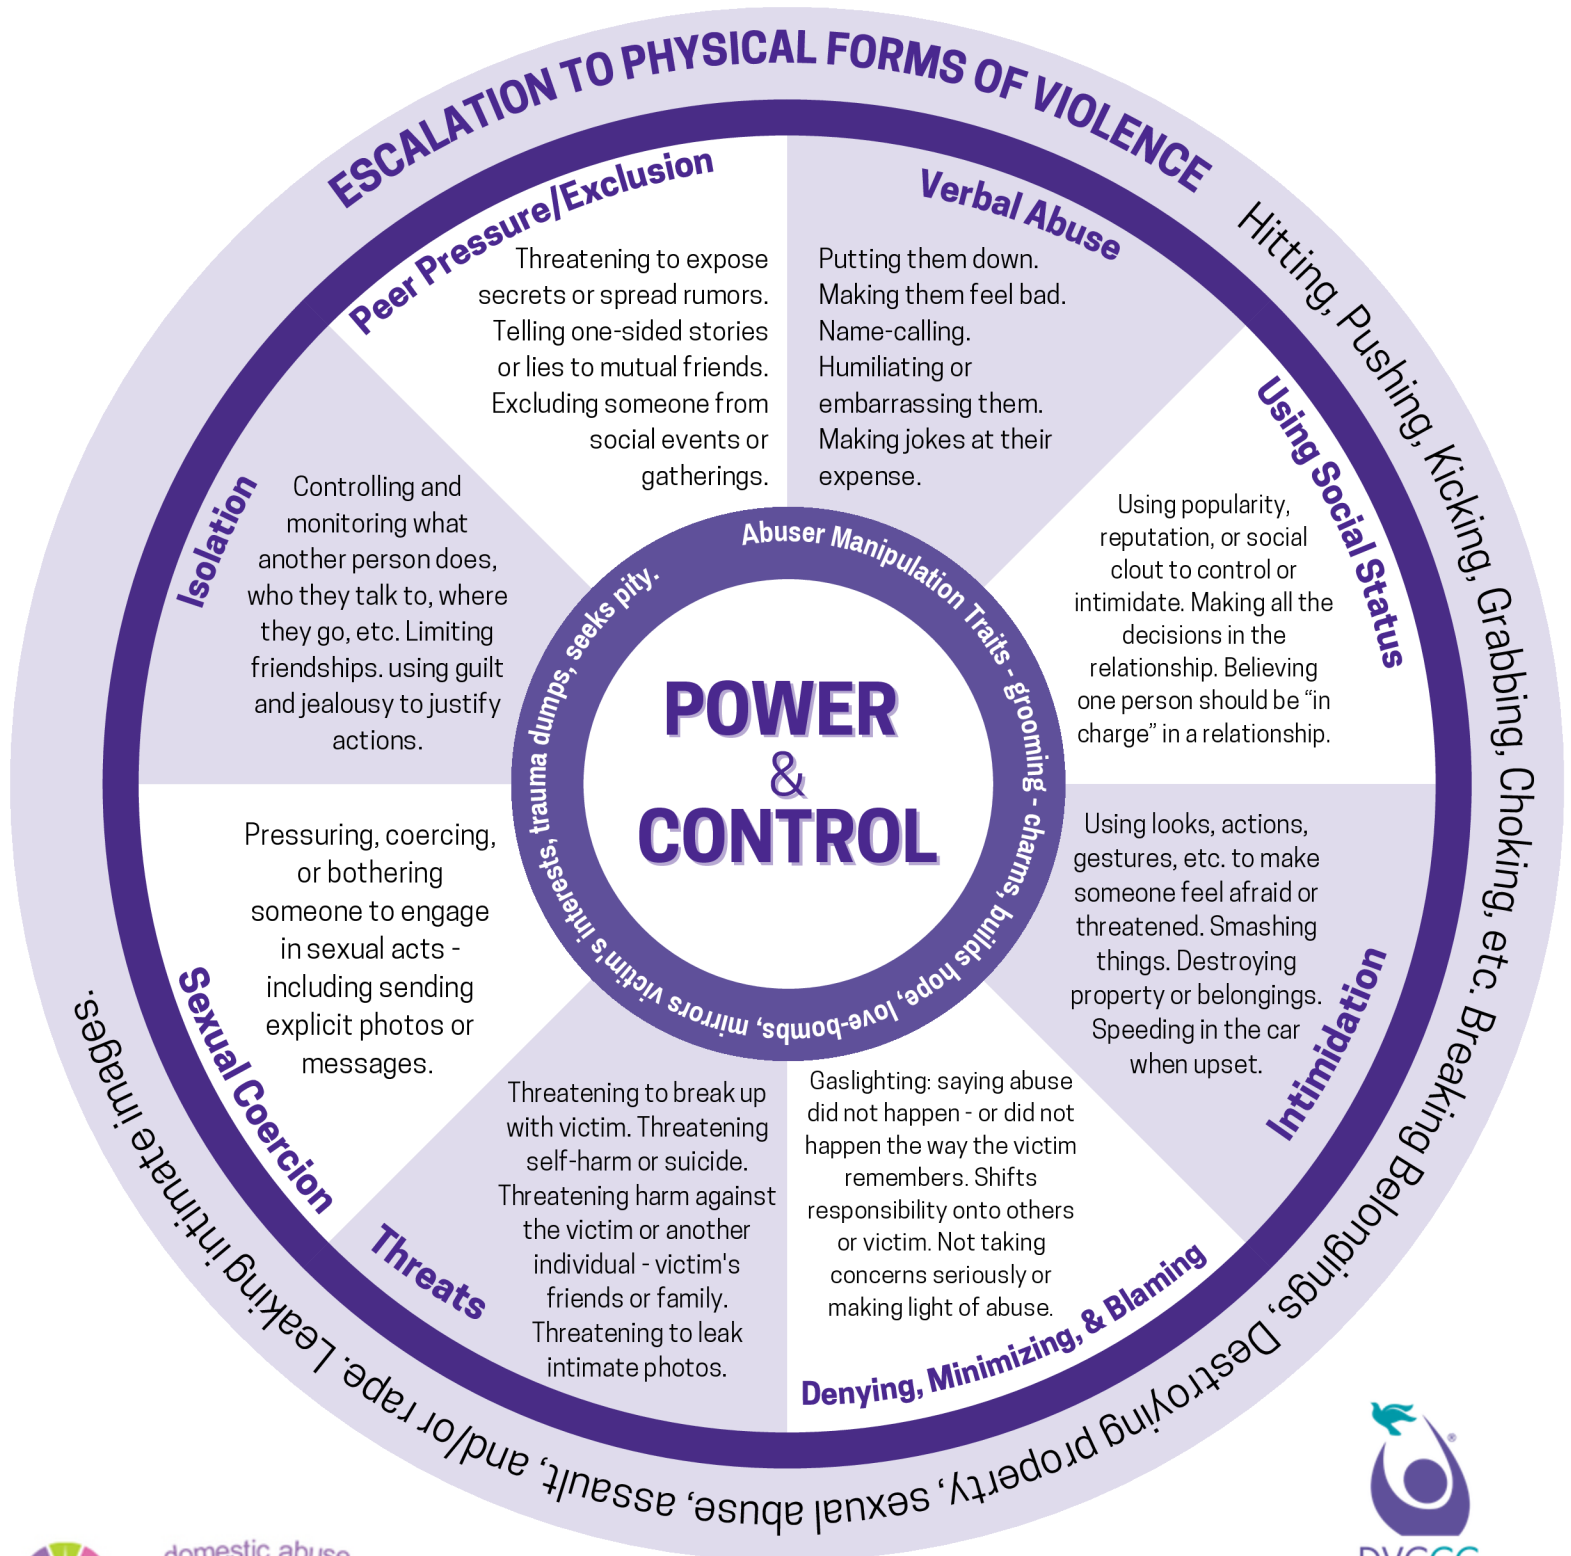 ESCALATION TO PHYSICAL FORMS OF VIOLENCE
Hitting, Pushing, Kicking, Grabbing, Choking, etc. Breaking Belongings, Destroying property, sexual abuse, assault, and/or rape. Leaking intimate images.
Peer Pressure/Exclusion
Threatening to expose
secrets or spread rumors.
Telling one-sided stories
or lies to mutual friends.
Excluding someone from
social events or
gatherings.
Verbal Abuse
Putting them down.
Making them feel bad.
Name-calling.
Humiliating or
embarrassing them.
Making jokes at their
expense.
Using Social Status
Using popularity,
reputation, or social
clout to control or
intimidate. Making all the
decisions in the
relationship. Believing
one person should be “in
charge” in a relationship.
Intimidation
Using looks, actions,
gestures, etc. to make
someone feel afraid or
threatened. Smashing
things. Destroying
property or belongings.
Speeding in the car
when upset.
Denying, Minimizing, & Blaming
Gaslighting: saying abuse
did not happen - or did not
happen the way the victim
remembers. Shifts
responsibility onto others
or victim. Not taking
concerns seriously or
making light of abuse.
Threats
Threatening to break up
with victim. Threatening
self-harm or suicide.
Threatening harm against
the victim or another
individual - victim's
friends or family.
Threatening to leak
intimate photos.
Sexual Coercion
Pressuring, coercing,
or bothering
someone to engage
in sexual acts -
including sending
explicit photos or
messages.
Isolation
Controlling and
monitoring what
another person does,
who they talk to, where
they go, etc. Limiting
friendships. using guilt
and jealousy to justify
actions.
Abuser Manipulation Traits - grooming - charms, builds hope, love-bombs, mirrors victim's interests, trauma dumps, seeks pity.
POWER
&
CONTROL
®
domestic abuse